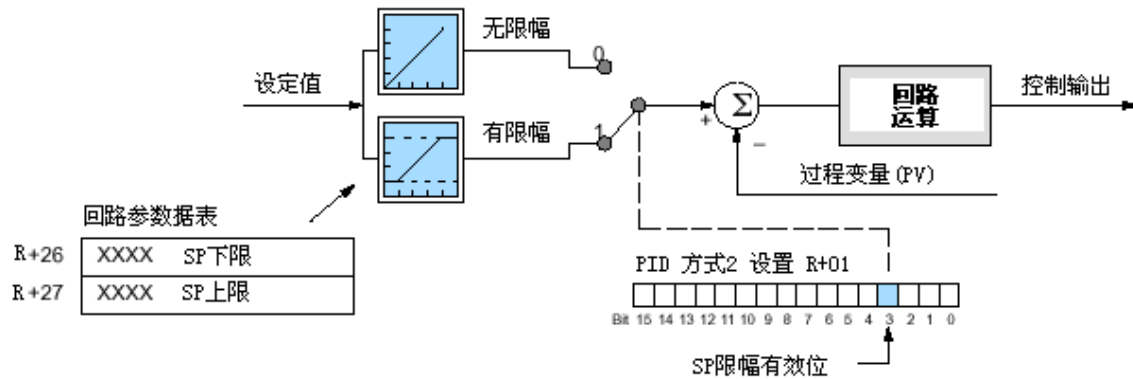 无限幅
0
设定值
Σ
+
−
回路
运算
控制输出
有限幅
1
过程变量(PV)
回路参数据表
R+26 XXXX SP下限
R+27 XXXX SP上限
PID 方式2 设置 R+01
Bit 15 14 13 12 11 10 9 8 7 6 5 4 3 2 1 0
SP限幅有效位